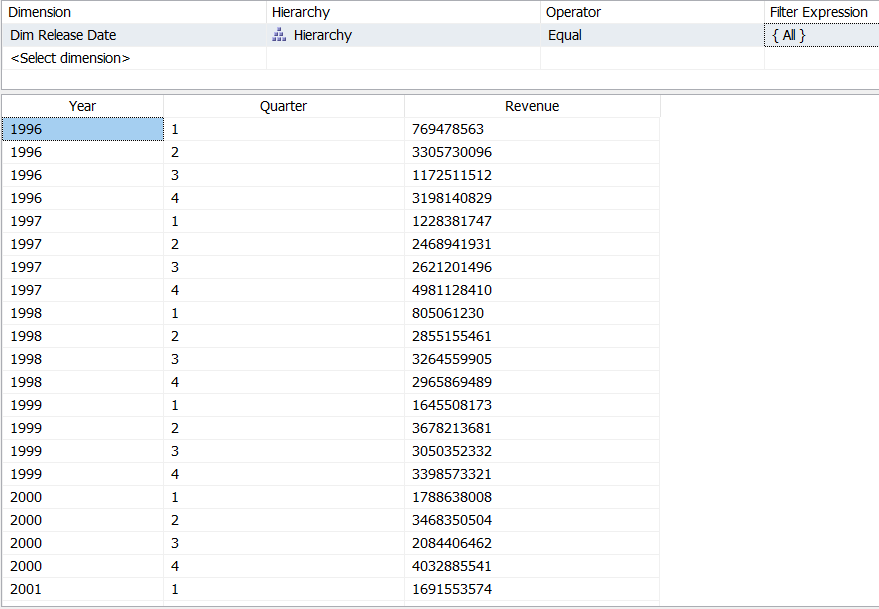 Dimension Hierarchy Operator Filter Expression
Dim Release Date Hierarchy Equal { All }
<Select dimension>
Year Quarter Revenue
1996 1 769478563
1996 2 3305730096
1996 3 1172511512
1996 4 3198140829
1997 1 1228381747
1997 2 2468941931
1997 3 2621201496
1997 4 4981128410
1998 1 805061230
1998 2 2855155461
1998 3 3264559905
1998 4 2965869489
1999 1 1645508173
1999 2 3678213681
1999 3 3050352332
1999 4 3398573321
2000 1 1788638008
2000 2 3468350504
2000 3 2084406462
2000 4 4032885541
2001 1 1691553574